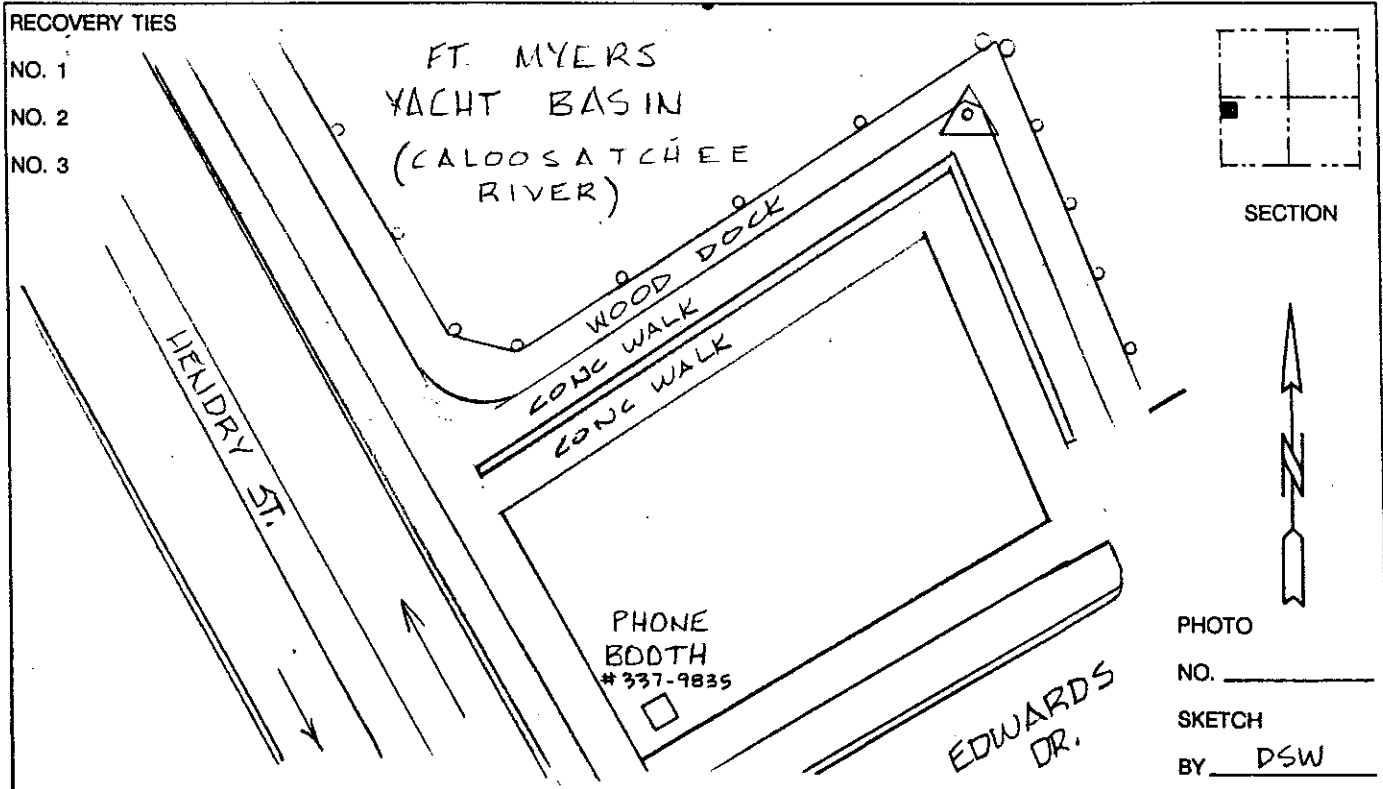 RECOVERY TIES
NO. 1
NO. 2
NO. 3
FT. MYERS
YACHT BASIN
(CALOOSATCHEE
RIVER)
SECTION
WOOD DOCK
CONC WALK
CONC WALK
HENDRY ST.
N
PHONE
BOOTH
#337-9835
EDWARDS
DR.
PHOTO
NO.
SKETCH
BY DSW